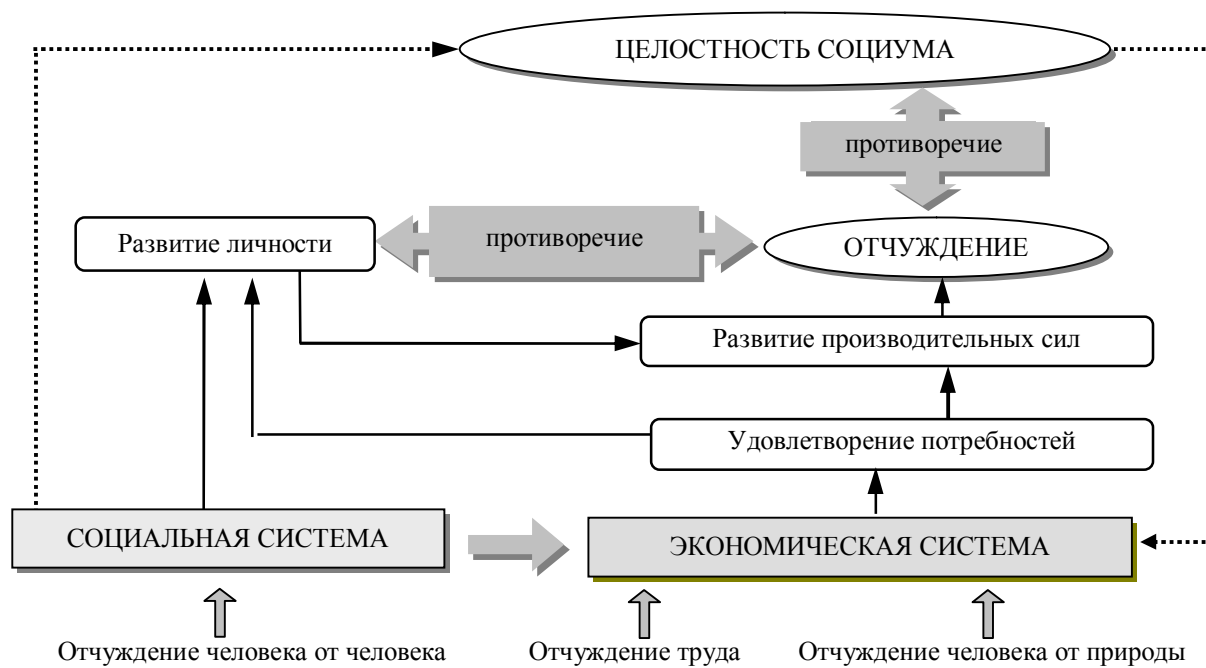 ЦЕЛОСТНОСТЬ СОЦИУМА
противоречие
Развитие личности
противоречие
ОТЧУЖДЕНИЕ
Развитие производительных сил
Удовлетворение потребностей
СОЦИАЛЬНАЯ СИСТЕМА
ЭКОНОМИЧЕСКАЯ СИСТЕМА
Отчуждение человека от человека
Отчуждение труда
Отчуждение человека от природы